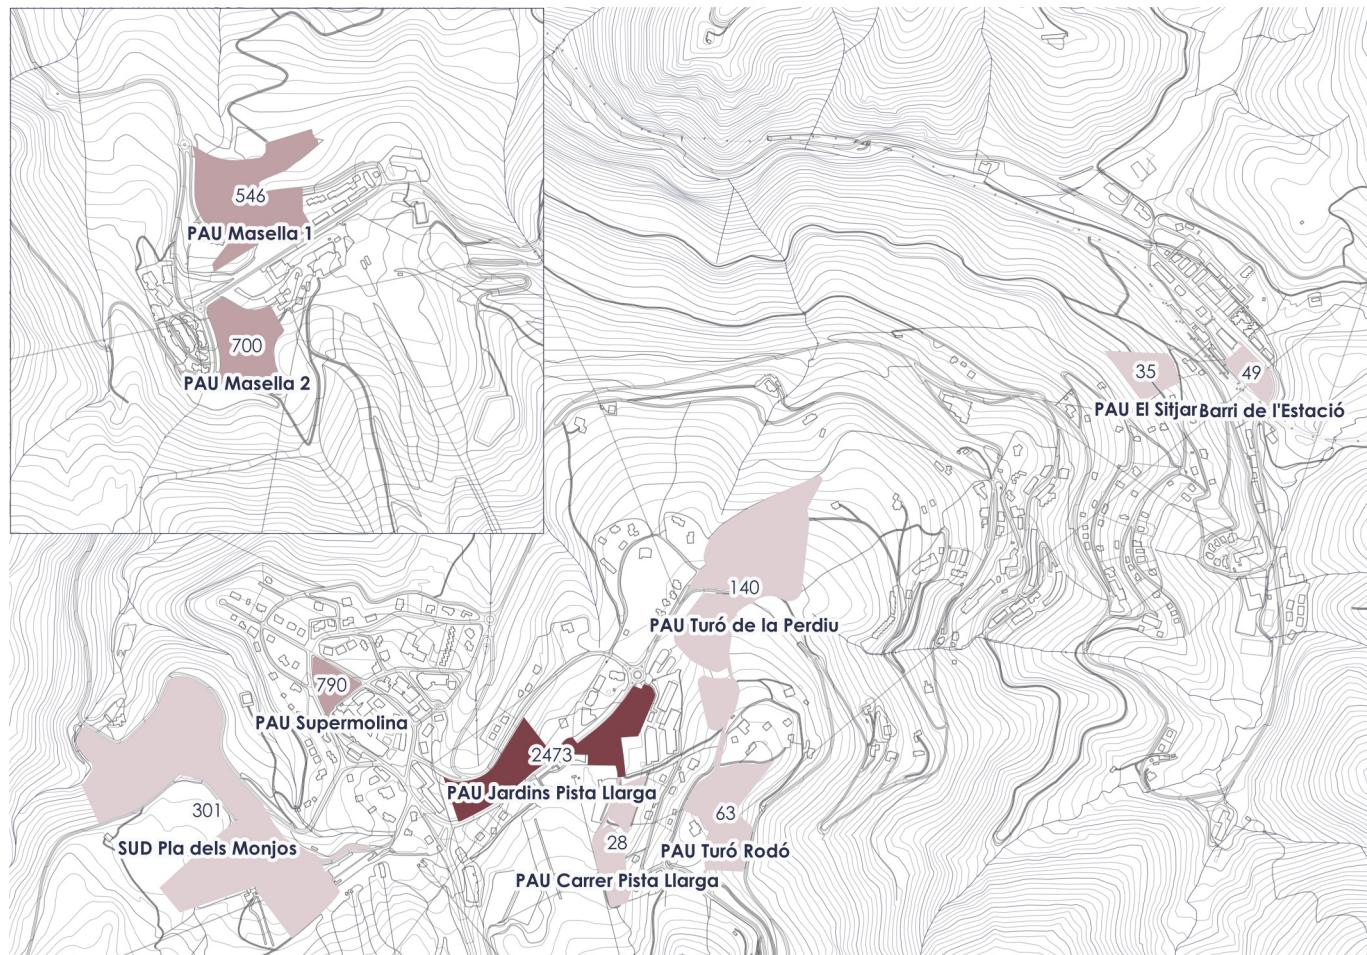 546
PAU Masella 1
700
PAU Masella 2
35
49
PAU El Sitjar
Barri de l'Estació
140
PAU Turó de la Perdiu
790
PAU Supermolina
2473
PAU Jardins Pista Llarga
301
SUD Pla dels Monjos
63
PAU Turó Rodó
28
PAU Carrer Pista Llarga